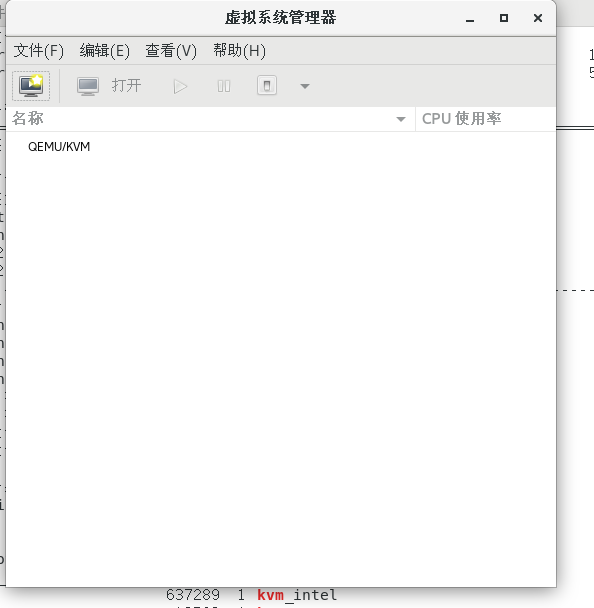 虚拟系统管理器
文件(F) 编辑(E) 查看(V) 帮助(H)
打开
名称 CPU 使用率
QEMU/KVM
637289 1 kvm_intel